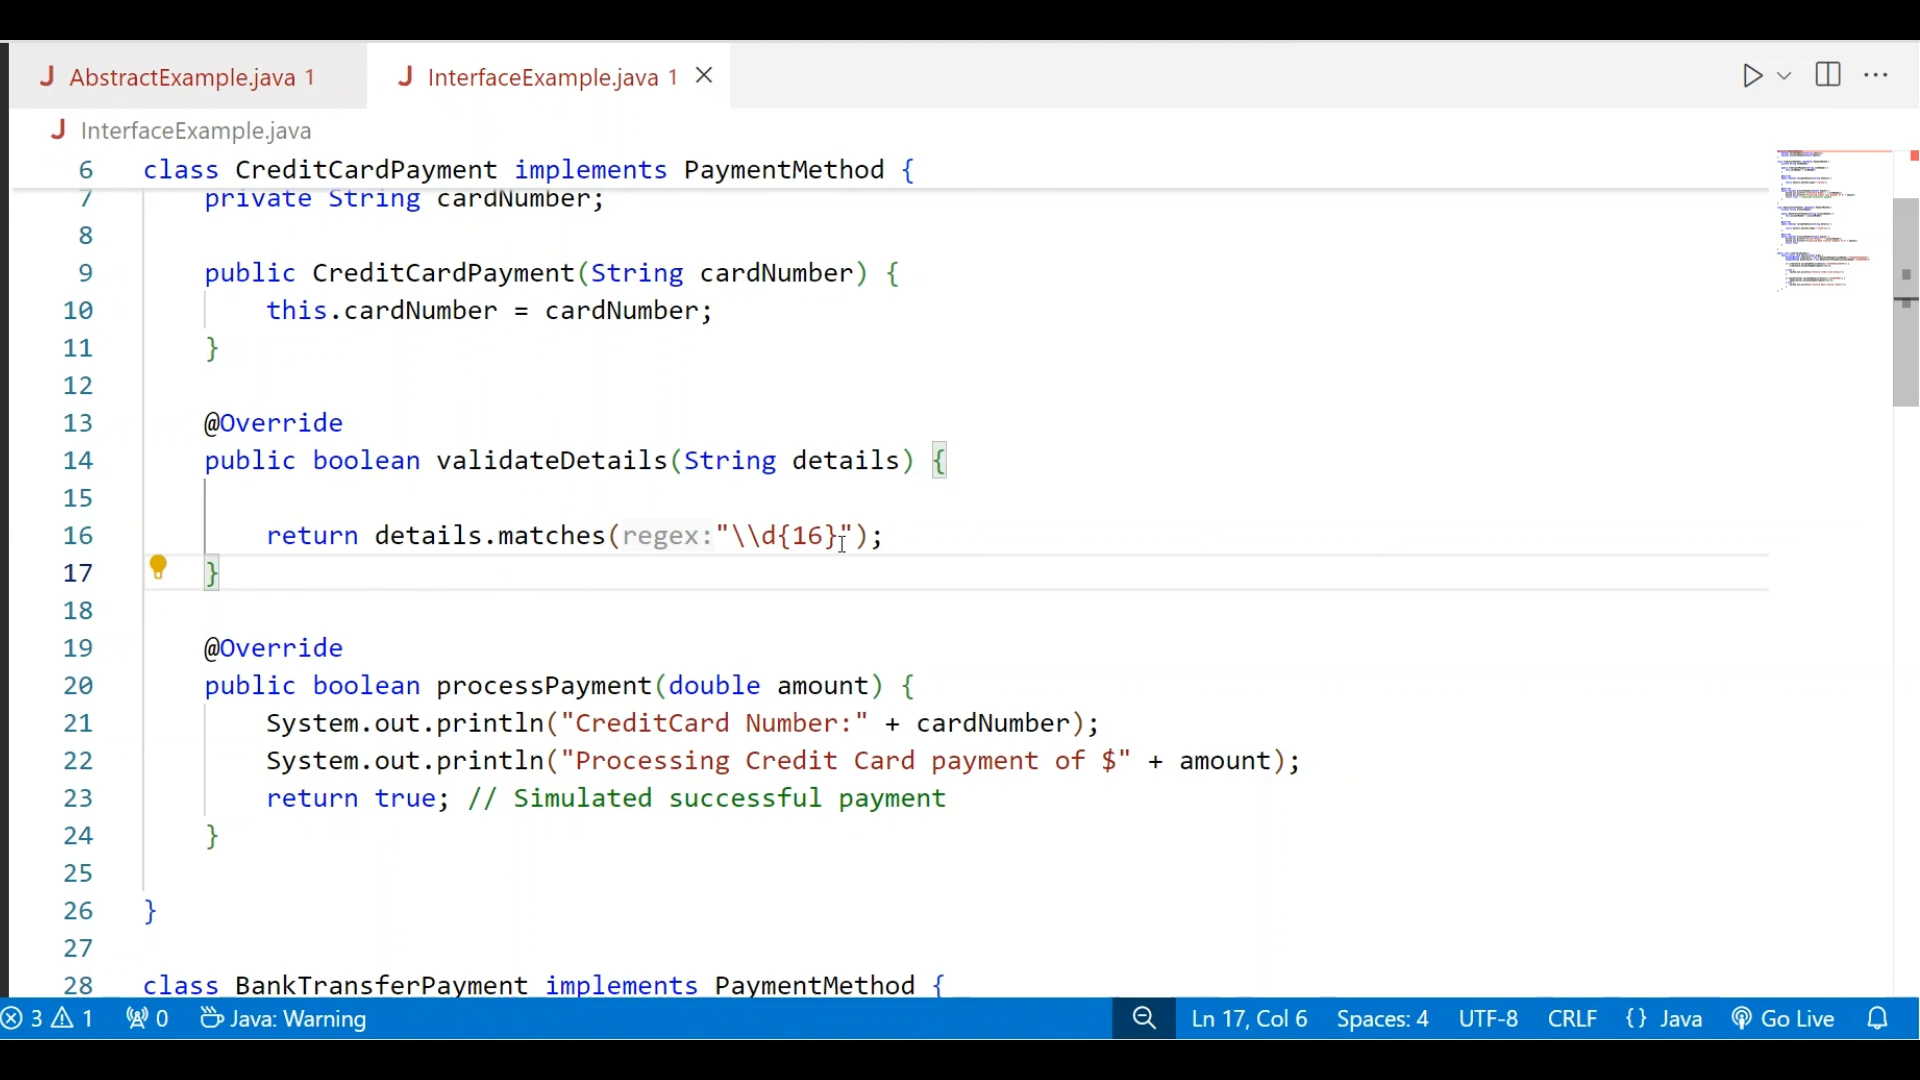 J AbstractExample.java 1 J InterfaceExample.java 1
J InterfaceExample.java
6 class CreditCardPayment implements PaymentMethod {
7 private String cardNumber;
8
9 public CreditCardPayment(String cardNumber) {
10 this.cardNumber = cardNumber;
11 }
12
13 @Override
14 public boolean validateDetails(String details) {
15
16 return details.matches(regex:"\\d{16}");
17 }
18
19 @Override
20 public boolean processPayment(double amount) {
21 System.out.println("CreditCard Number:" + cardNumber);
22 System.out.println("Processing Credit Card payment of $" + amount);
23 return true; // Simulated successful payment
24 }
25
26 }
27
28 class BankTransferPayment implements PaymentMethod {
3 1 0 Java: Warning Ln 17, Col 6 Spaces: 4 UTF-8 CRLF {} Java Go Live